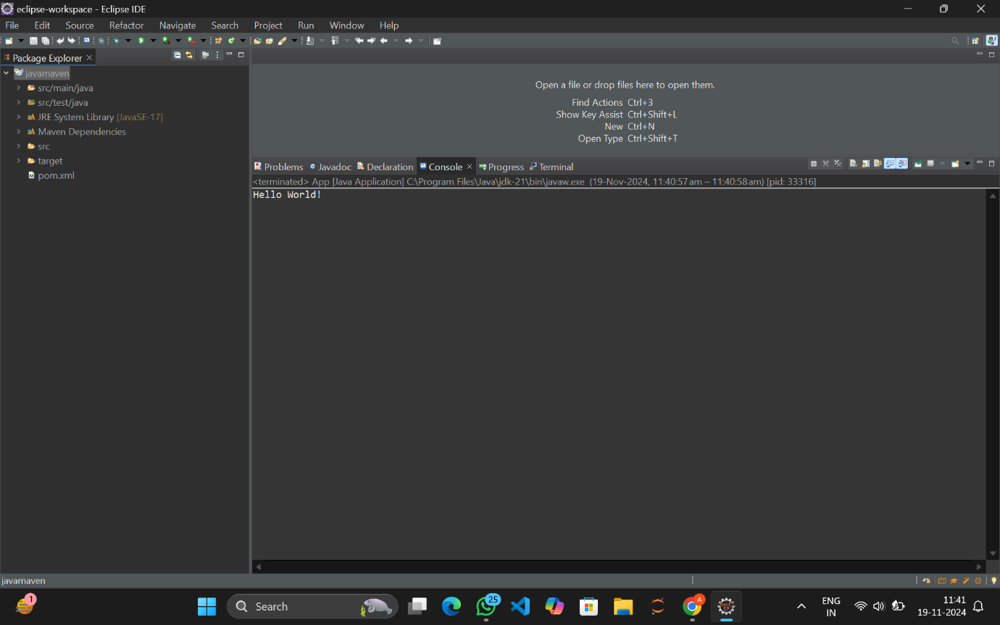 eclipse-workspace - Eclipse IDE
File Edit Source Refactor Navigate Search Project Run Window Help
Package Explorer
javamaven
src/main/java
src/test/java
JRE System Library [JavaSE-17]
Maven Dependencies
src
target
pom.xml
Open a file or drop files here to open them.
Find Actions Ctrl+3
Show Key Assist Ctrl+Shift+L
New Ctrl+N
Open Type Ctrl+Shift+T
Problems Javadoc Declaration Console Progress Terminal
<terminated> App [Java Application] C:\Program Files\Java\jdk-21\bin\javaw.exe (19-Nov-2024, 11:40:57 am – 11:40:58 am) [pid: 33316]
Hello World!
javamaven
1
Search
25
A
ENG
IN
11:41
19-11-2024